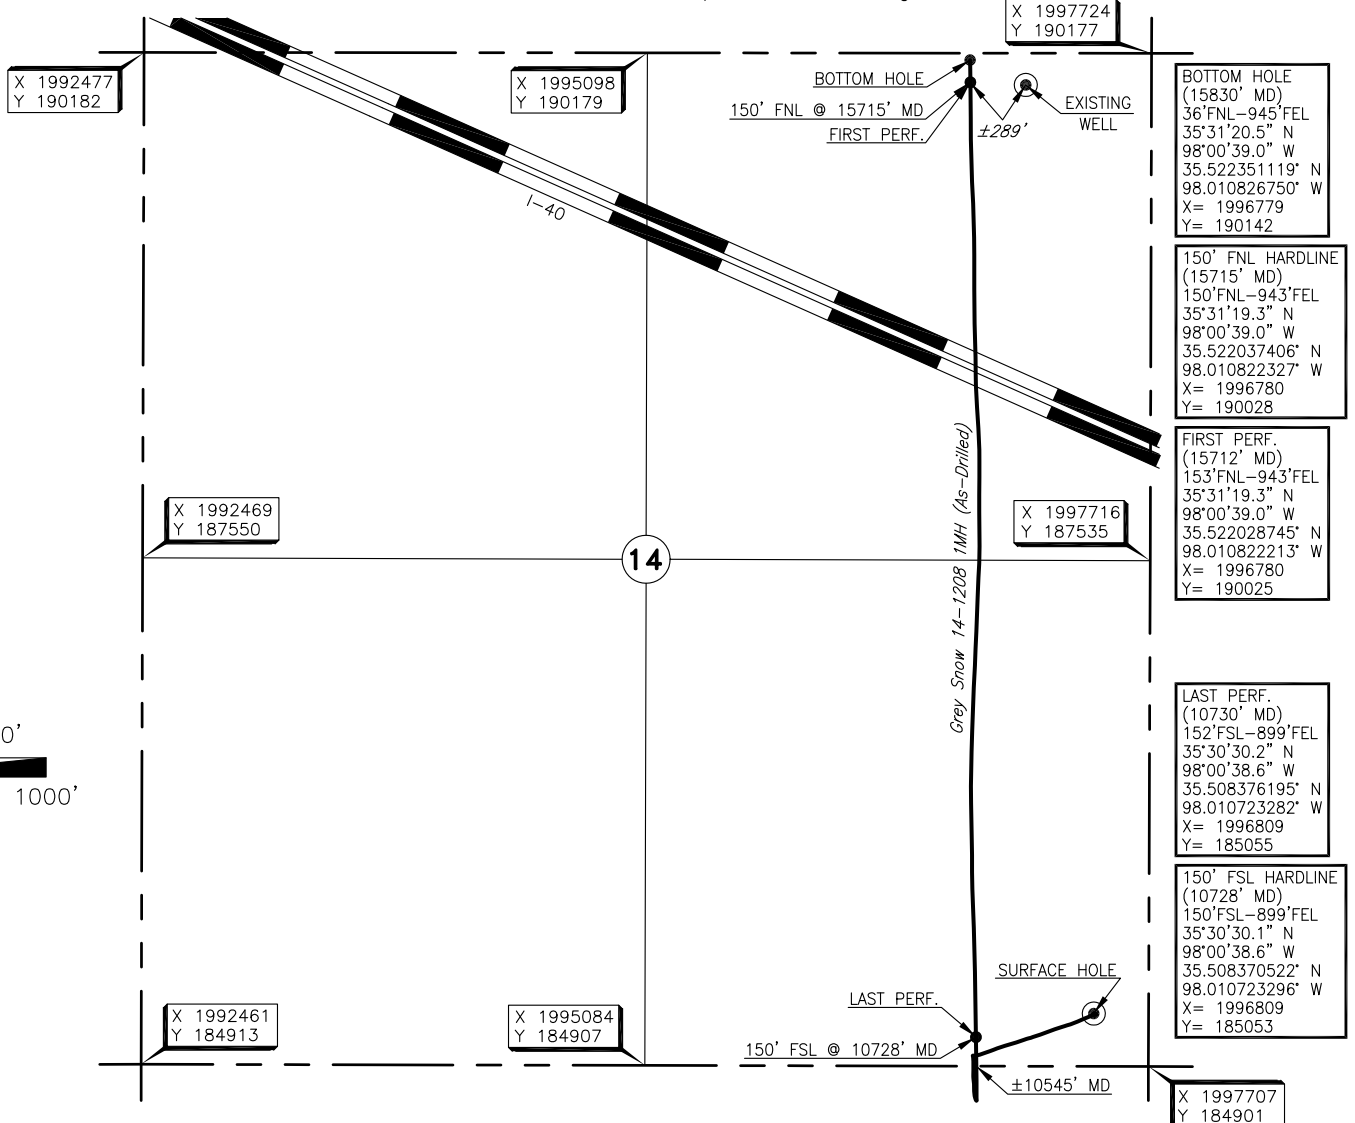 X 1997724
Y 190177
X 1992477
Y 190182
X 1995098
Y 190179
BOTTOM HOLE
150' FNL @ 15715' MD
FIRST PERF.
±289'
EXISTING
WELL
I-40
BOTTOM HOLE
(15830' MD)
36'FNL-945'FEL
35°31'20.5" N
98°00'39.0" W
35.522351119° N
98.010826750° W
X= 1996779
Y= 190142
150' FNL HARDLINE
(15715' MD)
150'FNL-943'FEL
35°31'19.3" N
98°00'39.0" W
35.522037406° N
98.010822327° W
X= 1996780
Y= 190028
FIRST PERF.
(15712' MD)
153'FNL-943'FEL
35°31'19.3" N
98°00'39.0" W
35.522028745° N
98.010822213° W
X= 1996780
Y= 190025
X 1992469
Y 187550
X 1997716
Y 187535
14
Grey Snow 14-1208 1MH (As-Drilled)
0'
1000'
LAST PERF.
(10730' MD)
152'FSL-899'FEL
35°30'30.2" N
98°00'38.6" W
35.508376195° N
98.010723282° W
X= 1996809
Y= 185055
150' FSL HARDLINE
(10728' MD)
150'FSL-899'FEL
35°30'30.1" N
98°00'38.6" W
35.508370522° N
98.010723296° W
X= 1996809
Y= 185053
SURFACE HOLE
LAST PERF.
150' FSL @ 10728' MD
±10545' MD
X 1992461
Y 184913
X 1995084
Y 184907
X 1997707
Y 184901